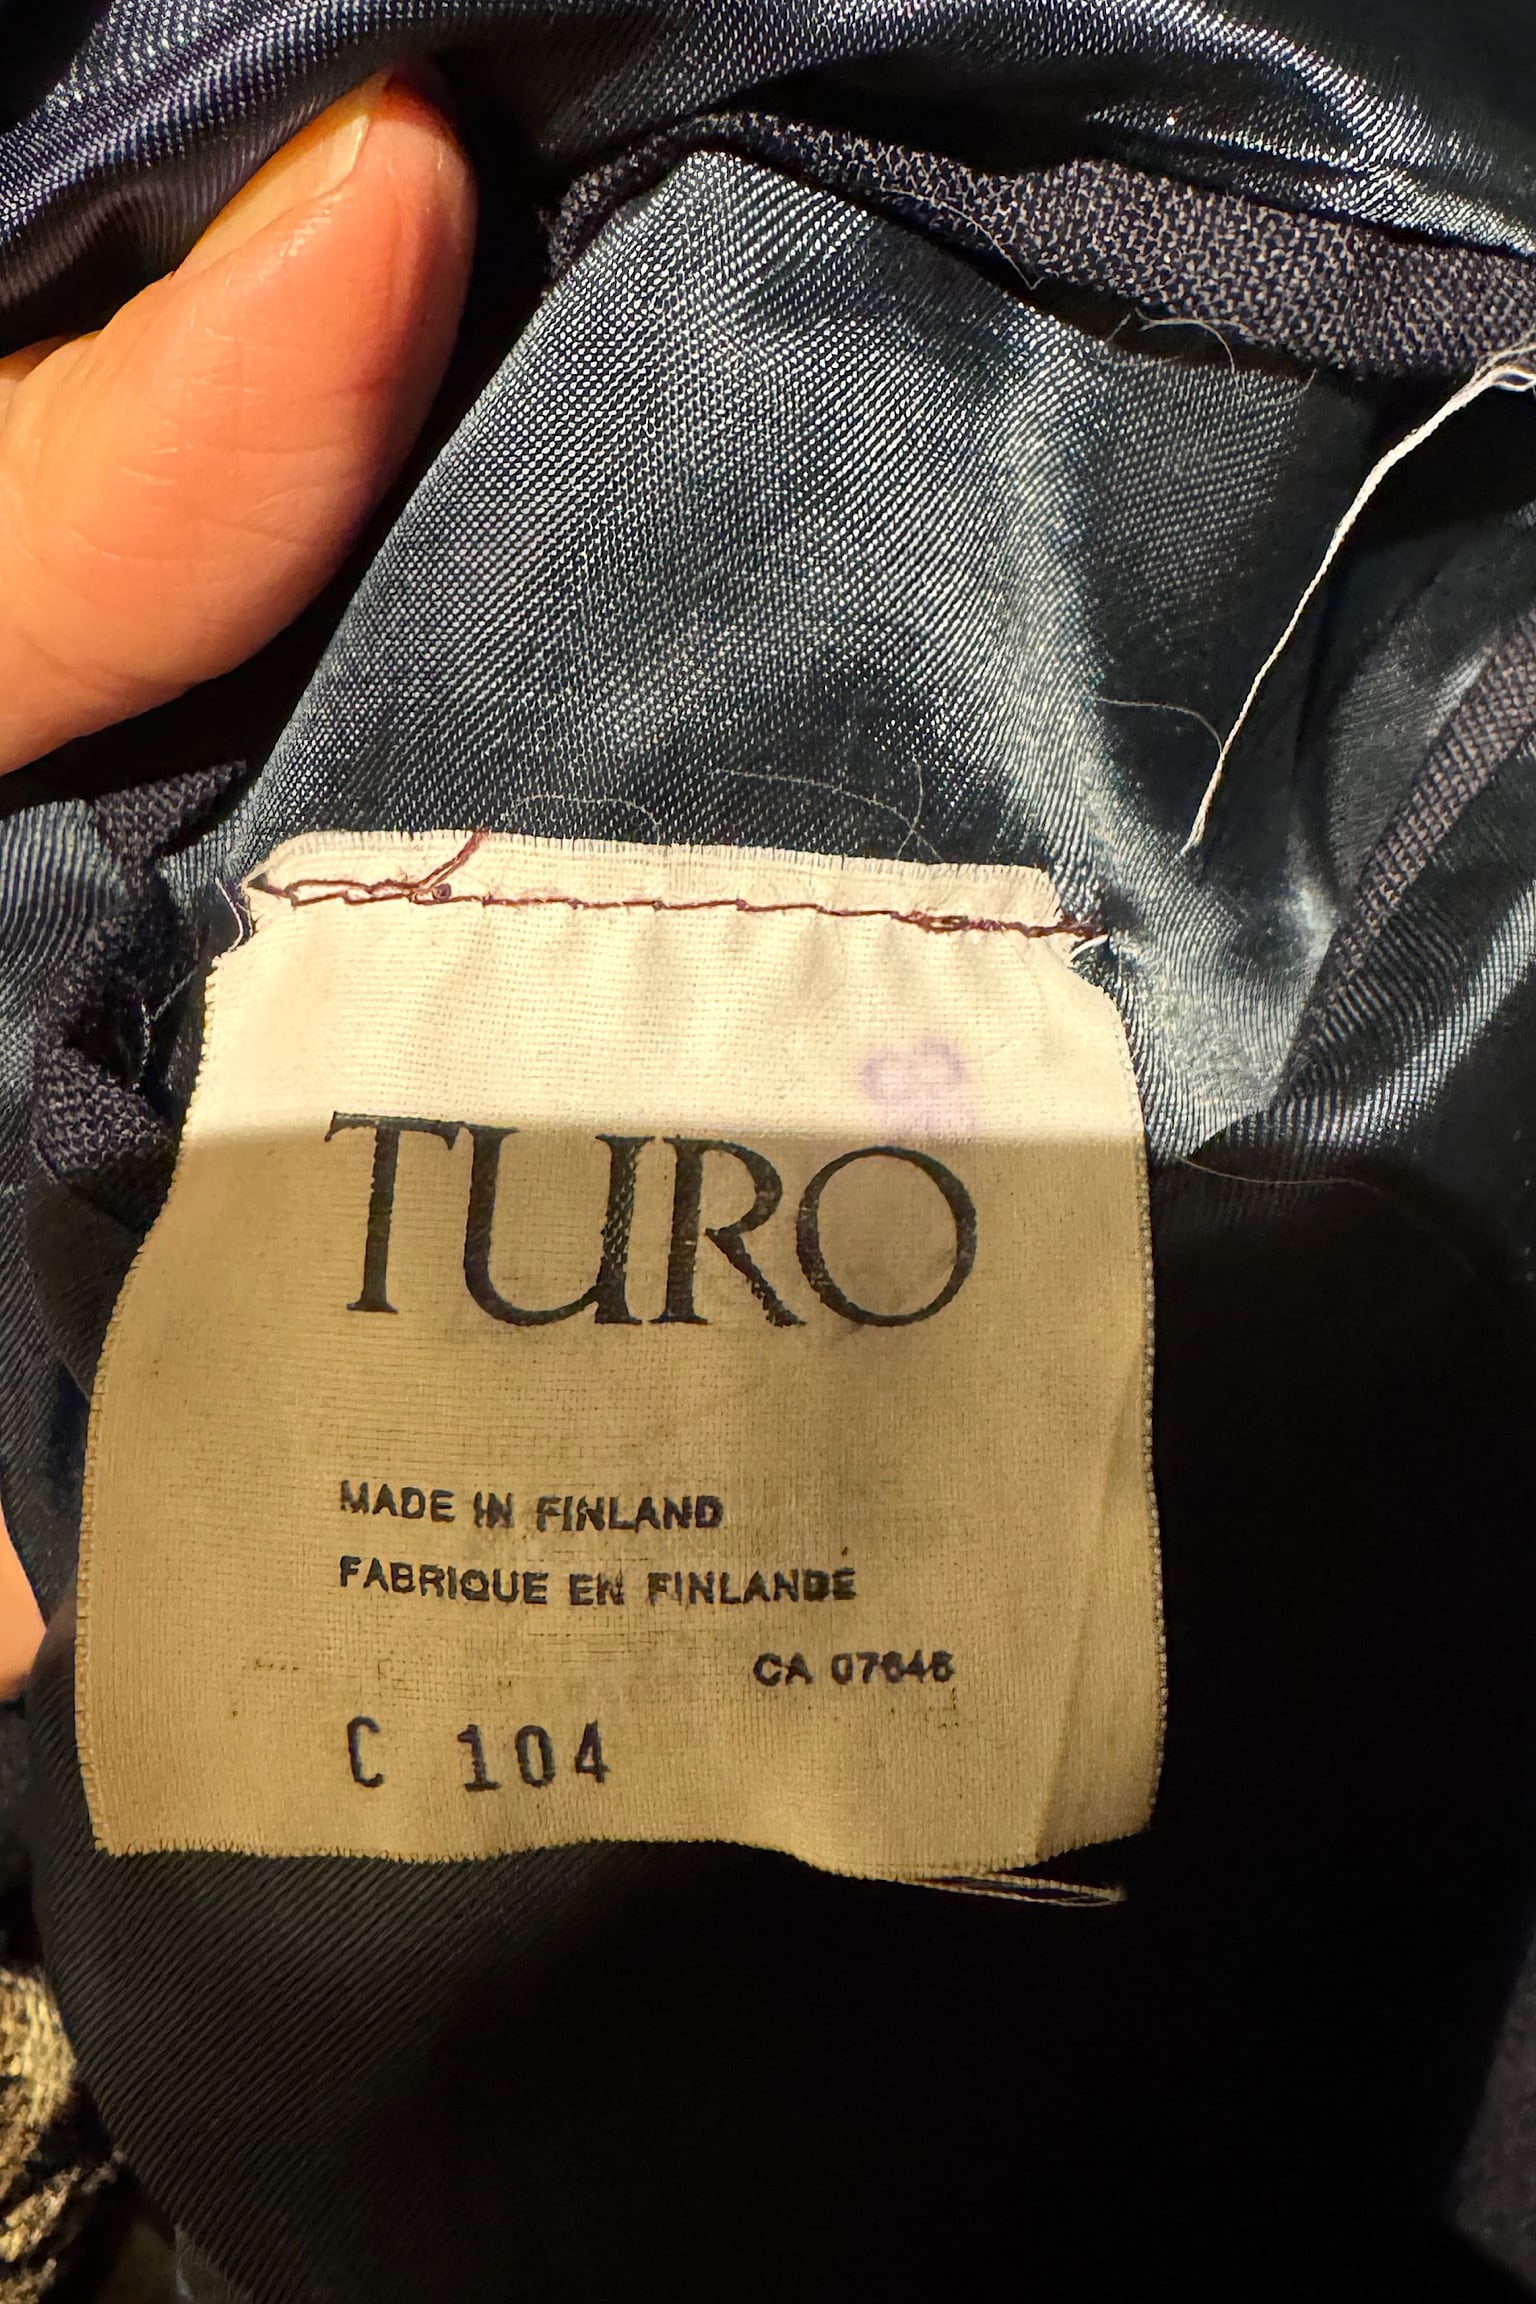 TURO
MADE IN FINLAND
FABRIQUE EN FINLANDE
CA 07646
C 104